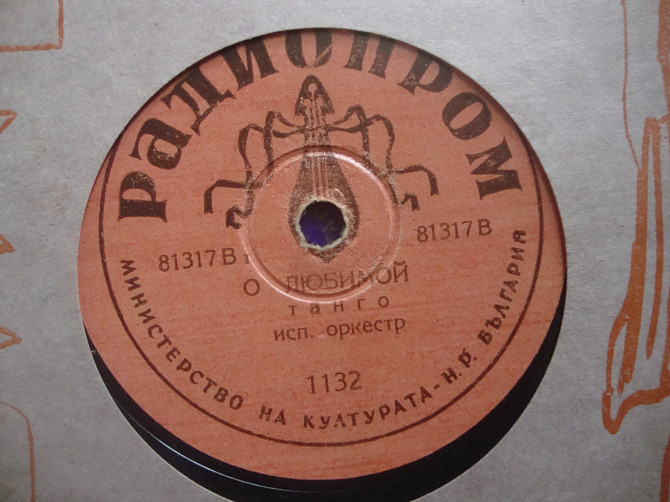 Радиопром
81317 В
81317 В
О ЛЮБИМОЙ
танго
исп. оркестр
1132
МИНИСТЕРСТВО НА КУЛТУРАТА - Н.Р. БЪЛГАРИЯ